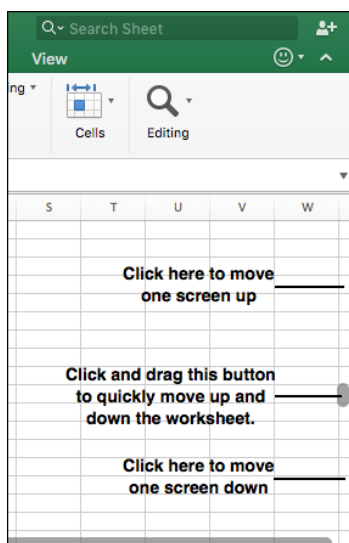 Search Sheet
View
ing
Cells
Editing
S T U V W
Click here to move
one screen up
Click and drag this button
to quickly move up and
down the worksheet.
Click here to move
one screen down